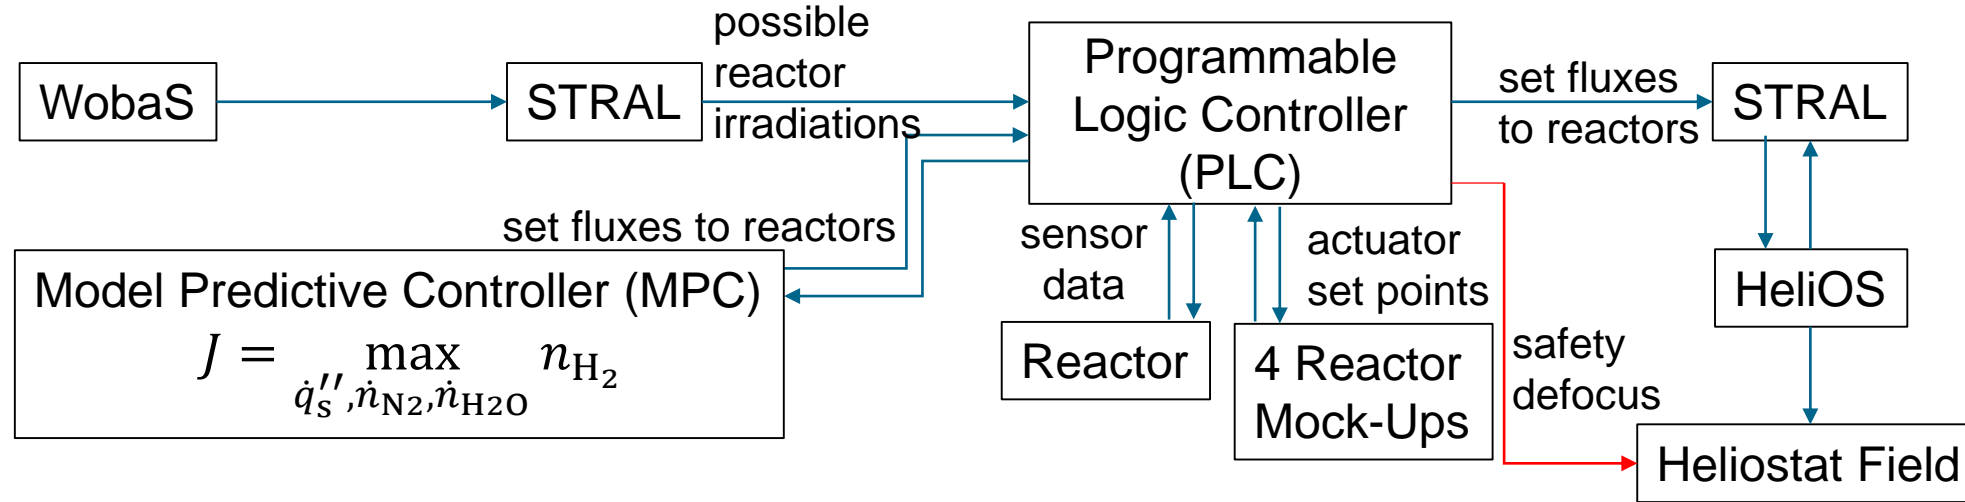 WobaS
STRAL
possible
reactor
irradiations
Programmable
Logic Controller
(PLC)
set fluxes
to reactors
STRAL
set fluxes to reactors
Model Predictive Controller (MPC)
J = max n_H₂
q̇ₛ′′,ṅ_N2,ṅ_H2O
sensor
data
actuator
set points
Reactor
4 Reactor
Mock-Ups
HeliOS
safety
defocus
Heliostat Field